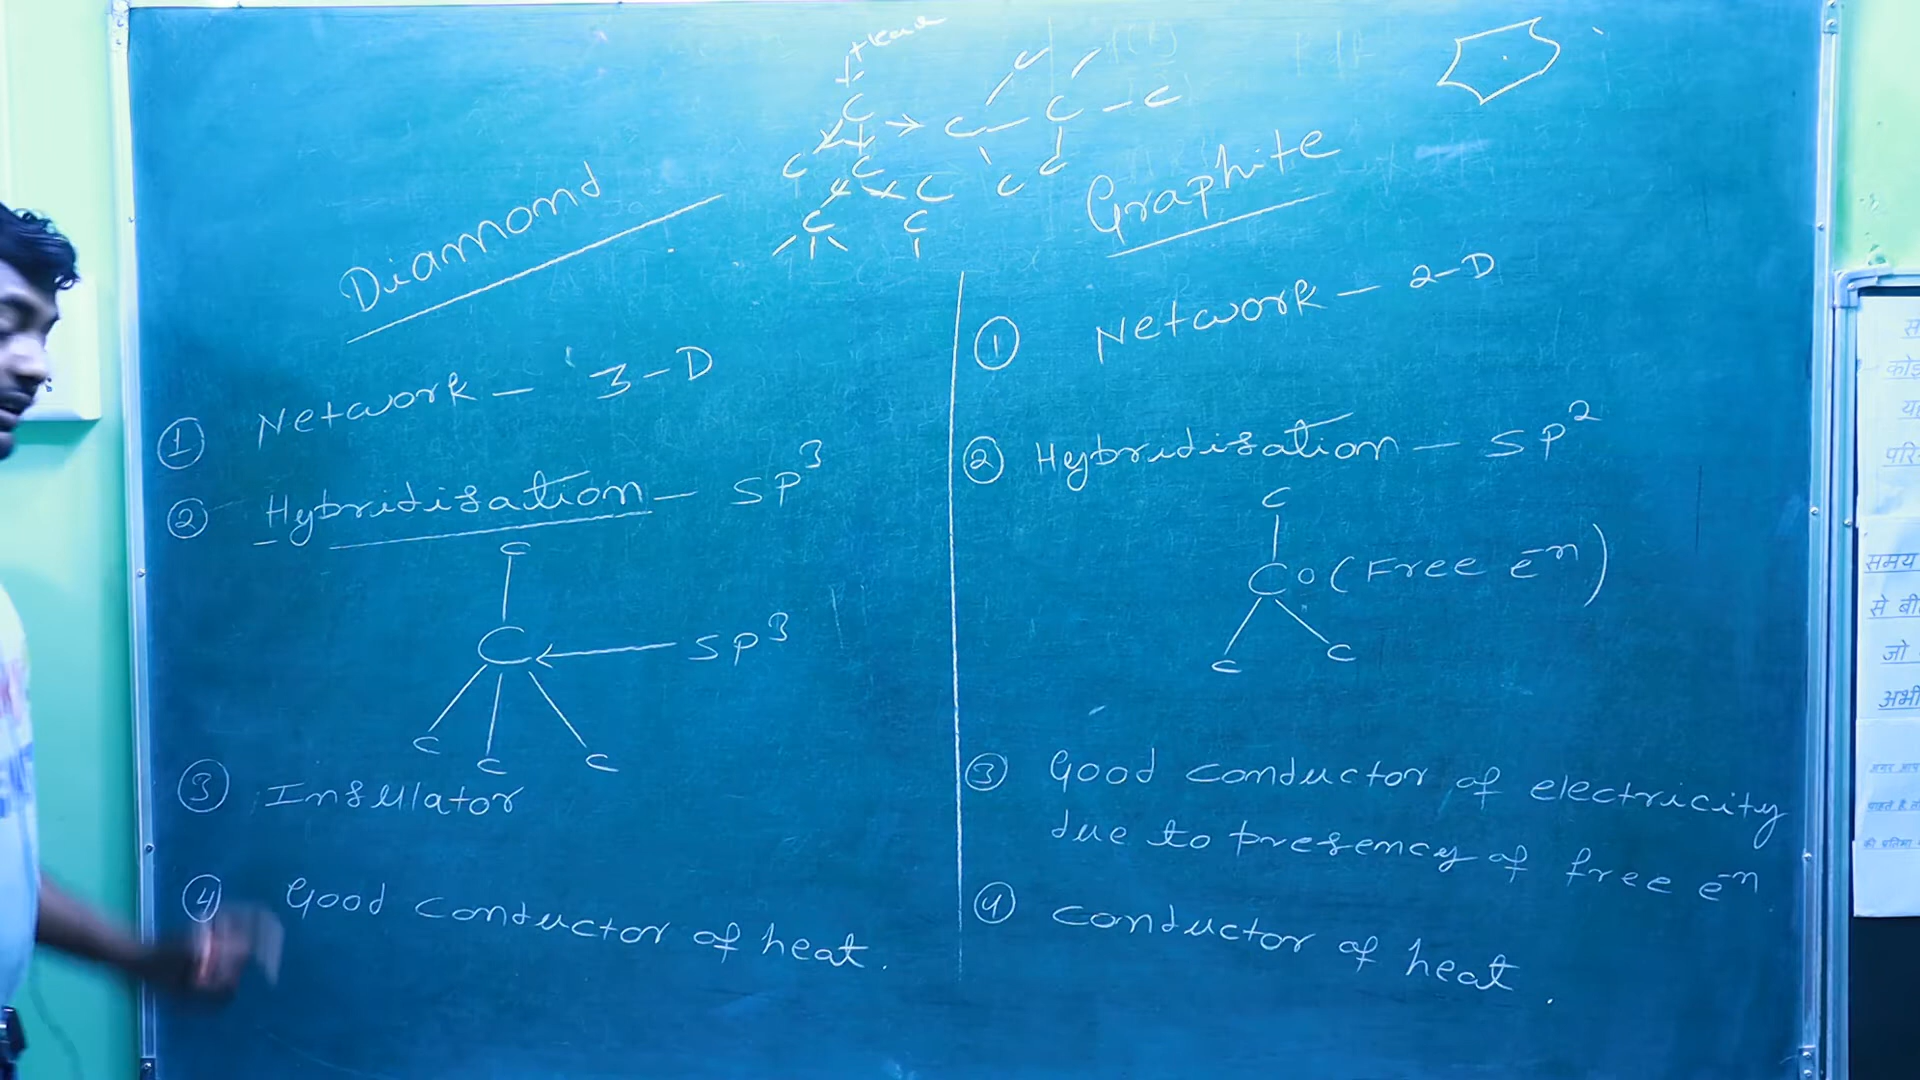 Diamond
① Network – 3-D
② Hybridisation – SP³
C
C ← SP³
C C C
③ Insulator
④ Good conductor of heat.
C
C → C – C – C
C C C C C
C C
Graphite
① Network – 2-D
② Hybridisation – SP²
C
C o (Free e⁻n)
C C
③ Good conductor of electricity
due to presency of free e⁻n
④ conductor of heat.
कोई
समय
से
जो